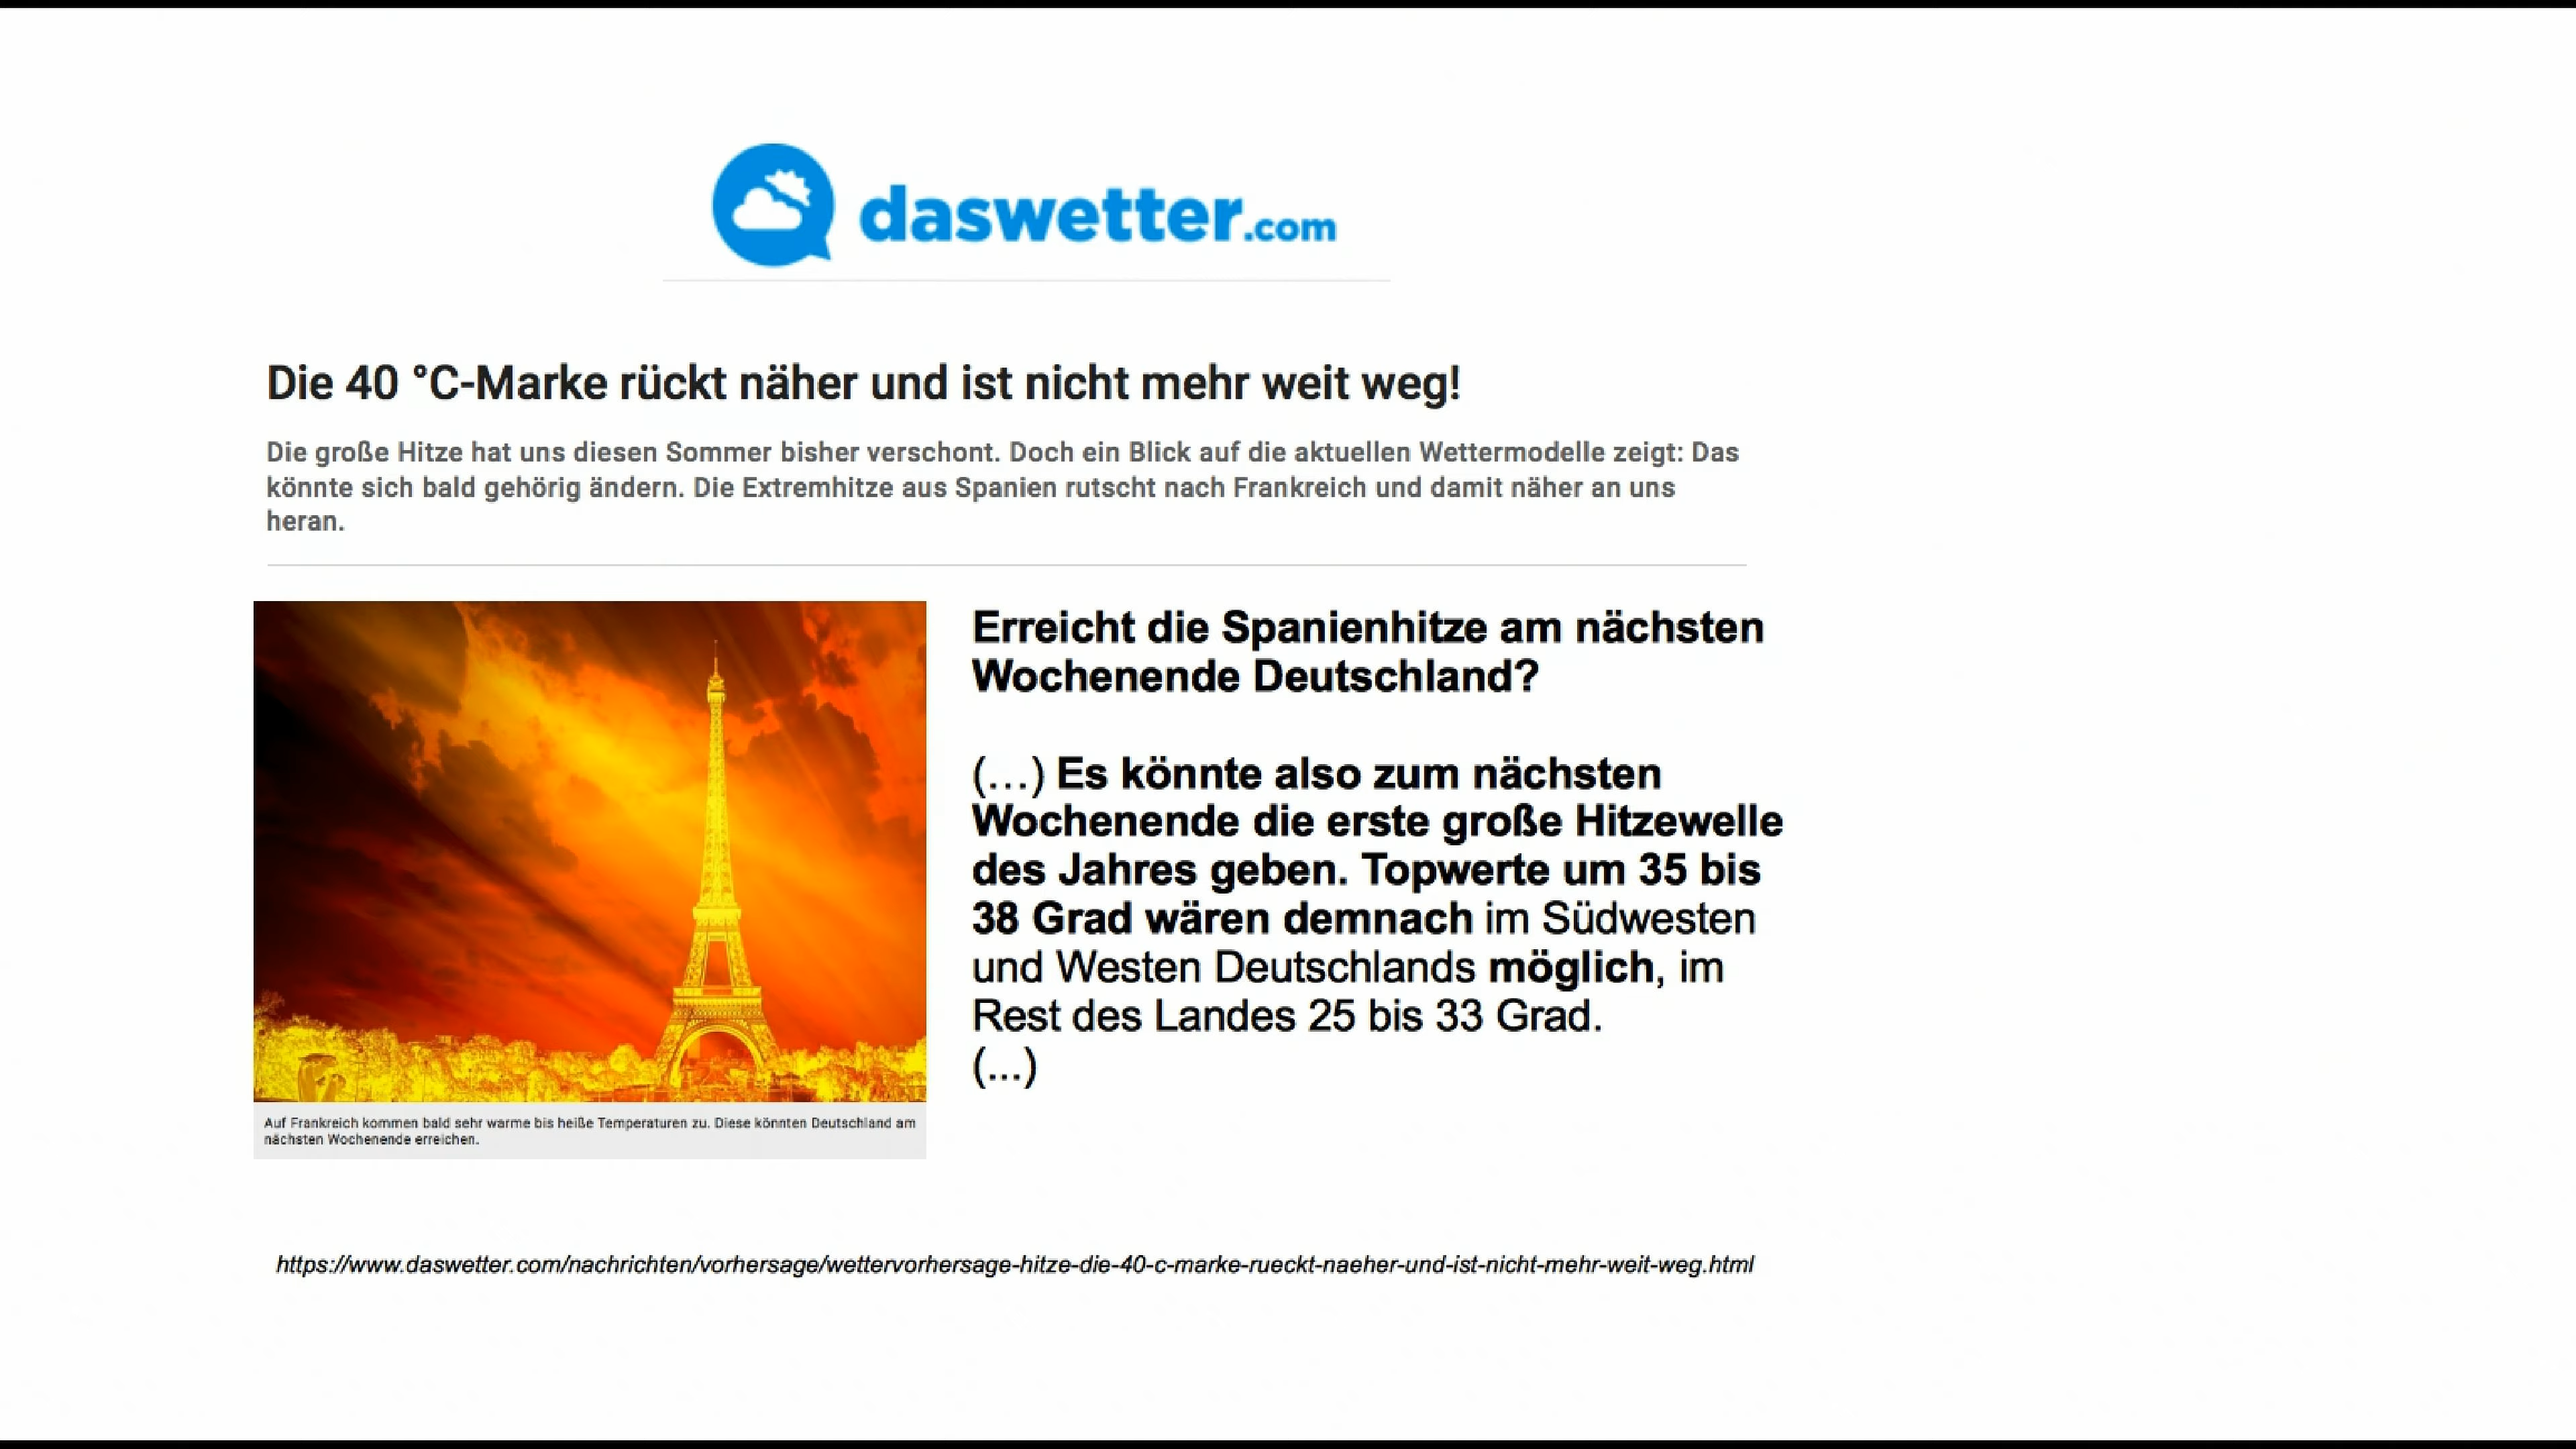 daswetter.com
Die 40 °C-Marke rückt näher und ist nicht mehr weit weg!
Die große Hitze hat uns diesen Sommer bisher verschont. Doch ein Blick auf die aktuellen Wettermodelle zeigt: Das
könnte sich bald gehörig ändern. Die Extremhitze aus Spanien rutscht nach Frankreich und damit näher an uns
heran.
Erreicht die Spanienhitze am nächsten
Wochenende Deutschland?
(...) Es könnte also zum nächsten
Wochenende die erste große Hitzewelle
des Jahres geben. Topwerte um 35 bis
38 Grad wären demnach im Südwesten
und Westen Deutschlands möglich, im
Rest des Landes 25 bis 33 Grad.
(...)
Auf Frankreich kommen bald sehr warme bis heiße Temperaturen zu. Diese könnten Deutschland am
nächsten Wochenende erreichen.
https://www.daswetter.com/nachrichten/vorhersage/wettervorhersage-hitze-die-40-c-marke-rueckt-naeher-und-ist-nicht-mehr-weit-weg.html